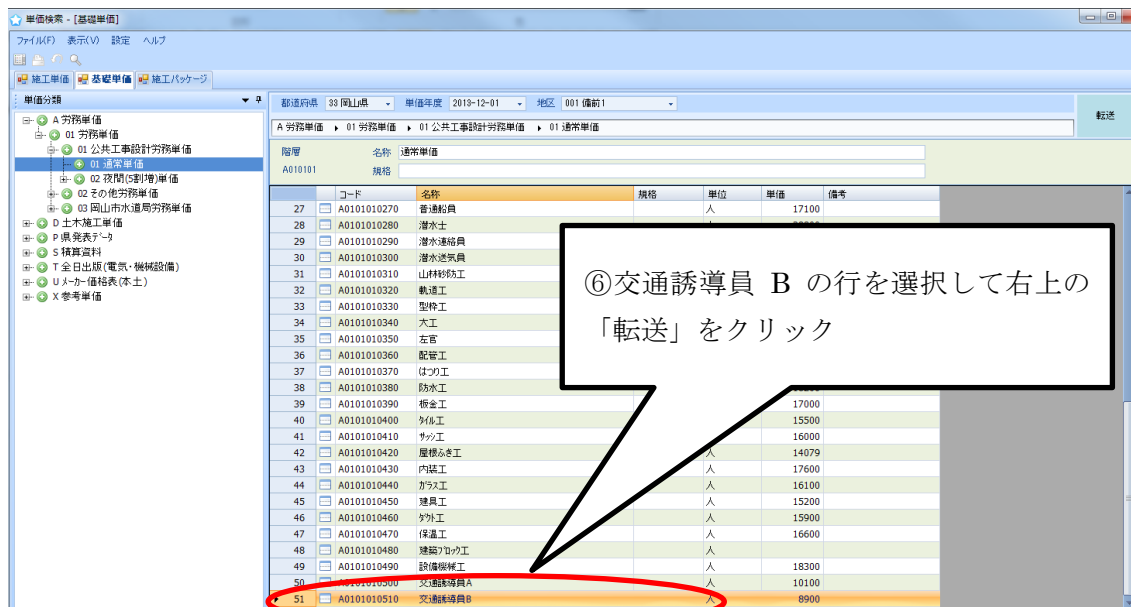 単価検索 - [基礎単価]
ファイル(F) 表示(V) 設定 ヘルプ
施工単価 基礎単価 施工パッケージ
単価分類
A 労務単価
01 労務単価
01 公共工事設計労務単価
01 通常単価
02 夜間(5割増)単価
02 その他労務単価
03 岡山市水道局労務単価
D 土木施工単価
P 県発表データ
S 積算資料
T 全日出版(電気・機械設備)
U メーカー価格表(本土)
X 参考単価
都道府県 33 岡山県 単価年度 2013-12-01 地区 001 備前1
転送
A 労務単価 ▸ 01 労務単価 ▸ 01 公共工事設計労務単価 ▸ 01 通常単価
階層 名称 通常単価
A010101 規格
コード 名称 規格 単位 単価 備考
27 A0101010270 普通船員 人 17100
28 A0101010280 潜水士
29 A0101010290 潜水連絡員
30 A0101010300 潜水送気員
31 A0101010310 山林砂防工
32 A0101010320 軌道工
33 A0101010330 型枠工
34 A0101010340 大工
35 A0101010350 左官
36 A0101010360 配管工
37 A0101010370 はつり工
38 A0101010380 防水工
39 A0101010390 板金工 17000
40 A0101010400 タイル工 15500
41 A0101010410 サッシ工 16000
42 A0101010420 屋根ふき工 人 14079
43 A0101010430 内装工 人 17600
44 A0101010440 ガラス工 人 16100
45 A0101010450 建具工 人 15200
46 A0101010460 ダクト工 人 15900
47 A0101010470 保温工 人 16600
48 A0101010480 建築ブロック工 人
49 A0101010490 設備機械工 人 18300
50 A0101010500 交通誘導員A 人 10100
51 A0101010510 交通誘導員B 人 8900
⑥交通誘導員 B の行を選択して右上の
「転送」をクリック